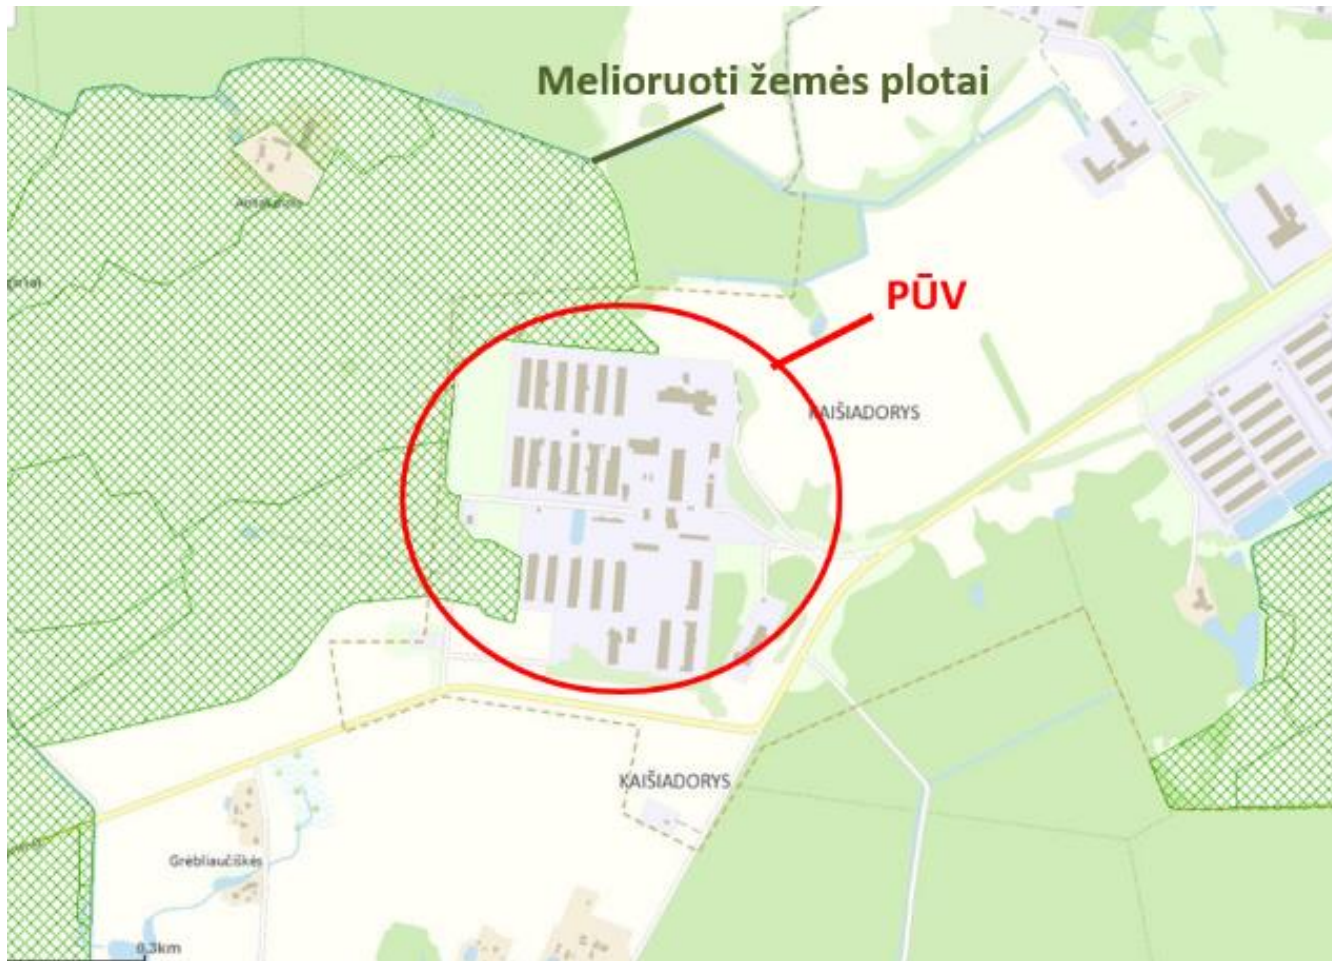 Melioruoti žemės plotai
PŪV
KAIŠIADORYS
KAIŠIADORYS
Grėbliaučiškės
0,3km